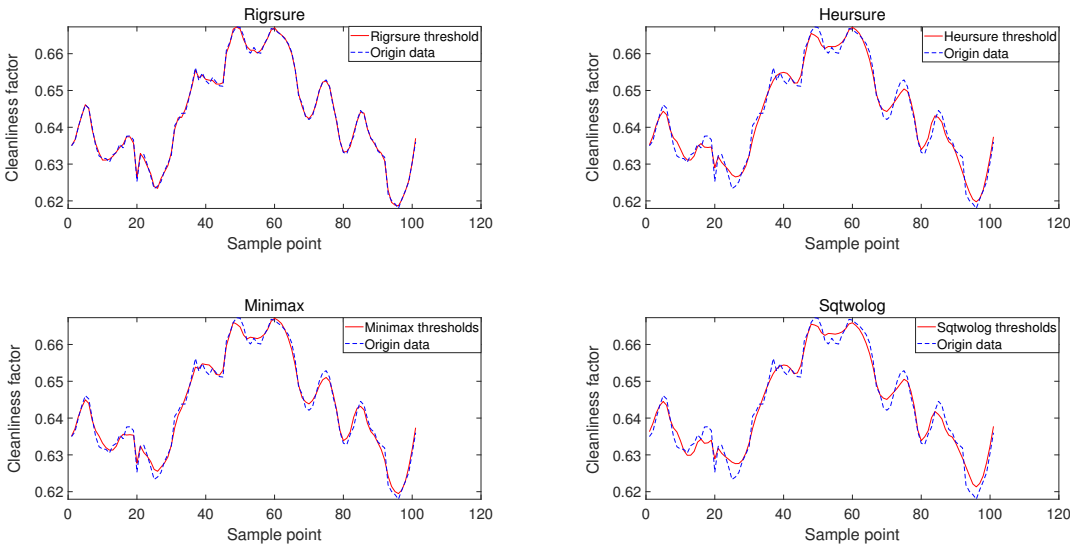 Rigrsure
Rigrsure threshold
Origin data
Cleanliness factor
0.66
0.65
0.64
0.63
0.62
0 20 40 60 80 100 120
Sample point
Heursure
Heursure threshold
Origin data
Cleanliness factor
0.66
0.65
0.64
0.63
0.62
0 20 40 60 80 100 120
Sample point
Minimax
Minimax thresholds
Origin data
Cleanliness factor
0.66
0.65
0.64
0.63
0.62
0 20 40 60 80 100 120
Sample point
Sqtwolog
Sqtwolog thresholds
Origin data
Cleanliness factor
0.66
0.65
0.64
0.63
0.62
0 20 40 60 80 100 120
Sample point